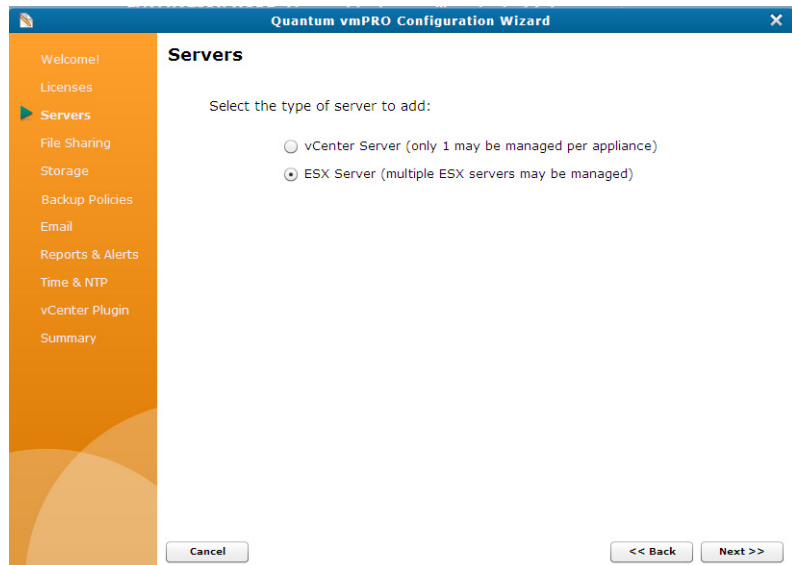 Quantum vmPRO Configuration Wizard
Welcome!
Licenses
Servers
File Sharing
Storage
Backup Policies
Email
Reports & Alerts
Time & NTP
vCenter Plugin
Summary
Servers
Select the type of server to add:
vCenter Server (only 1 may be managed per appliance)
ESX Server (multiple ESX servers may be managed)
Cancel
<< Back
Next >>